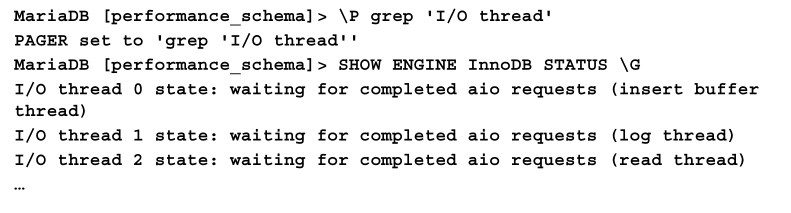 MariaDB [performance_schema]> \P grep 'I/O thread'
PAGER set to 'grep 'I/O thread''
MariaDB [performance_schema]> SHOW ENGINE InnoDB STATUS \G
I/O thread 0 state: waiting for completed aio requests (insert buffer
thread)
I/O thread 1 state: waiting for completed aio requests (log thread)
I/O thread 2 state: waiting for completed aio requests (read thread)
…